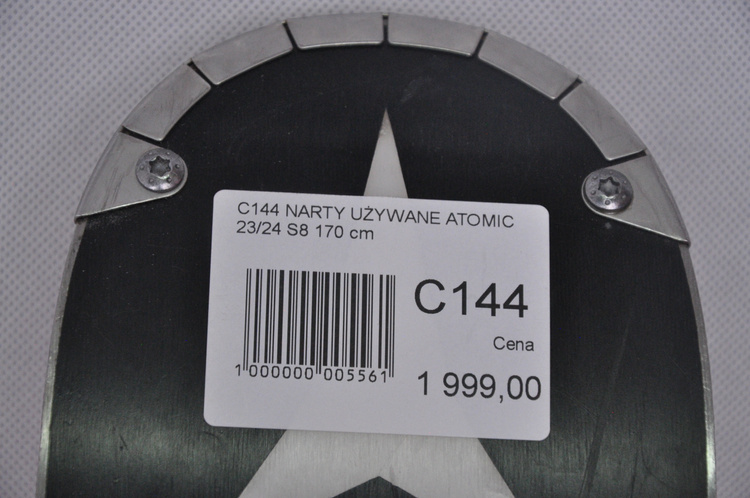 C144 NARTY UŻYWANE ATOMIC
23/24 S8 170 cm
C144
Cena
1 999,00
1 000000 005561